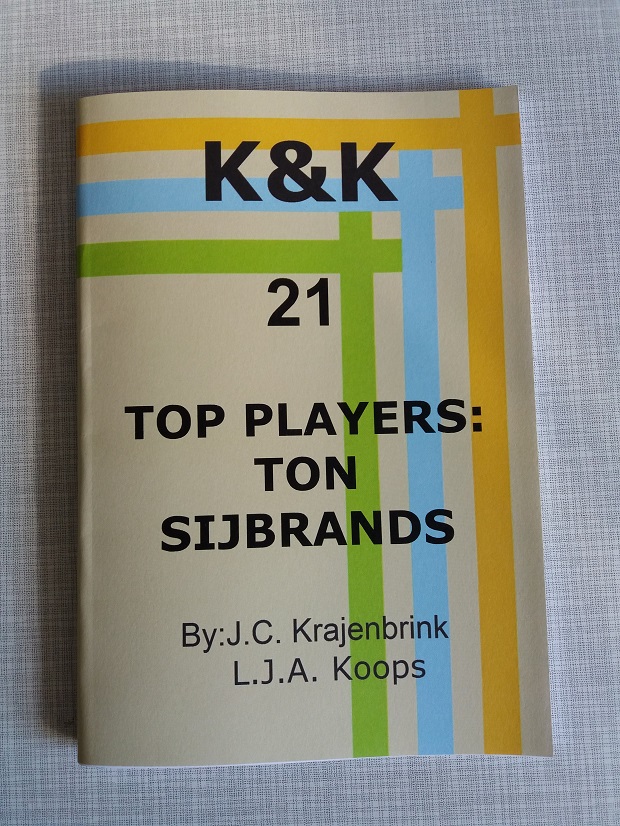 K&K
21
TOP PLAYERS:
TON
SIJBRANDS
By:J.C. Krajenbrink
L.J.A. Koops